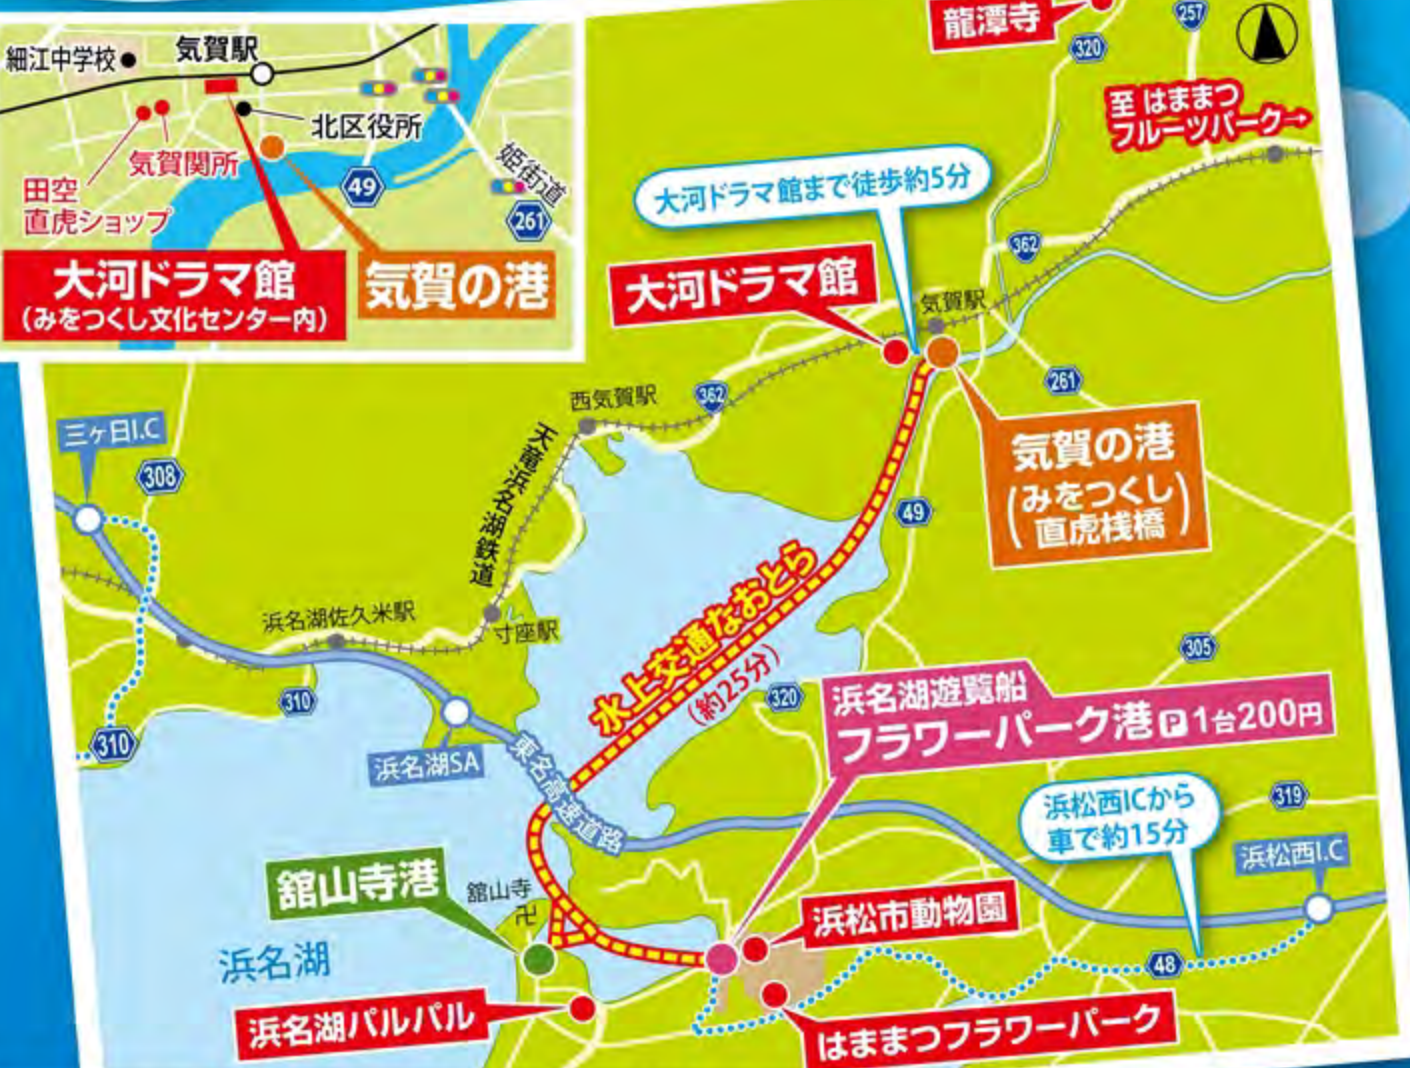 細江中学校
気賀駅
北区役所
気賀関所
田空
直虎ショップ
49
姫街道
261
大河ドラマ館
(みをつくし文化センター内)
気賀の港
龍潭寺
320
257
至 はままつ
フルーツパーク→
大河ドラマ館まで徒歩約5分
362
大河ドラマ館
気賀駅
261
西気賀駅
362
天竜浜名湖鉄道
気賀の港
(みをつくし
直虎桟橋)
49
三ヶ日I.C
308
浜名湖佐久米駅
寸座駅
310
310
浜名湖SA
東名高速道路
水上交通なおとら
(約25分)
320
305
浜名湖遊覧船
フラワーパーク港 P 1台200円
319
浜松西ICから
車で約15分
浜松西I.C
48
舘山寺港
舘山寺
卍
浜名湖
浜松市動物園
浜名湖パルパル
はままつフラワーパーク